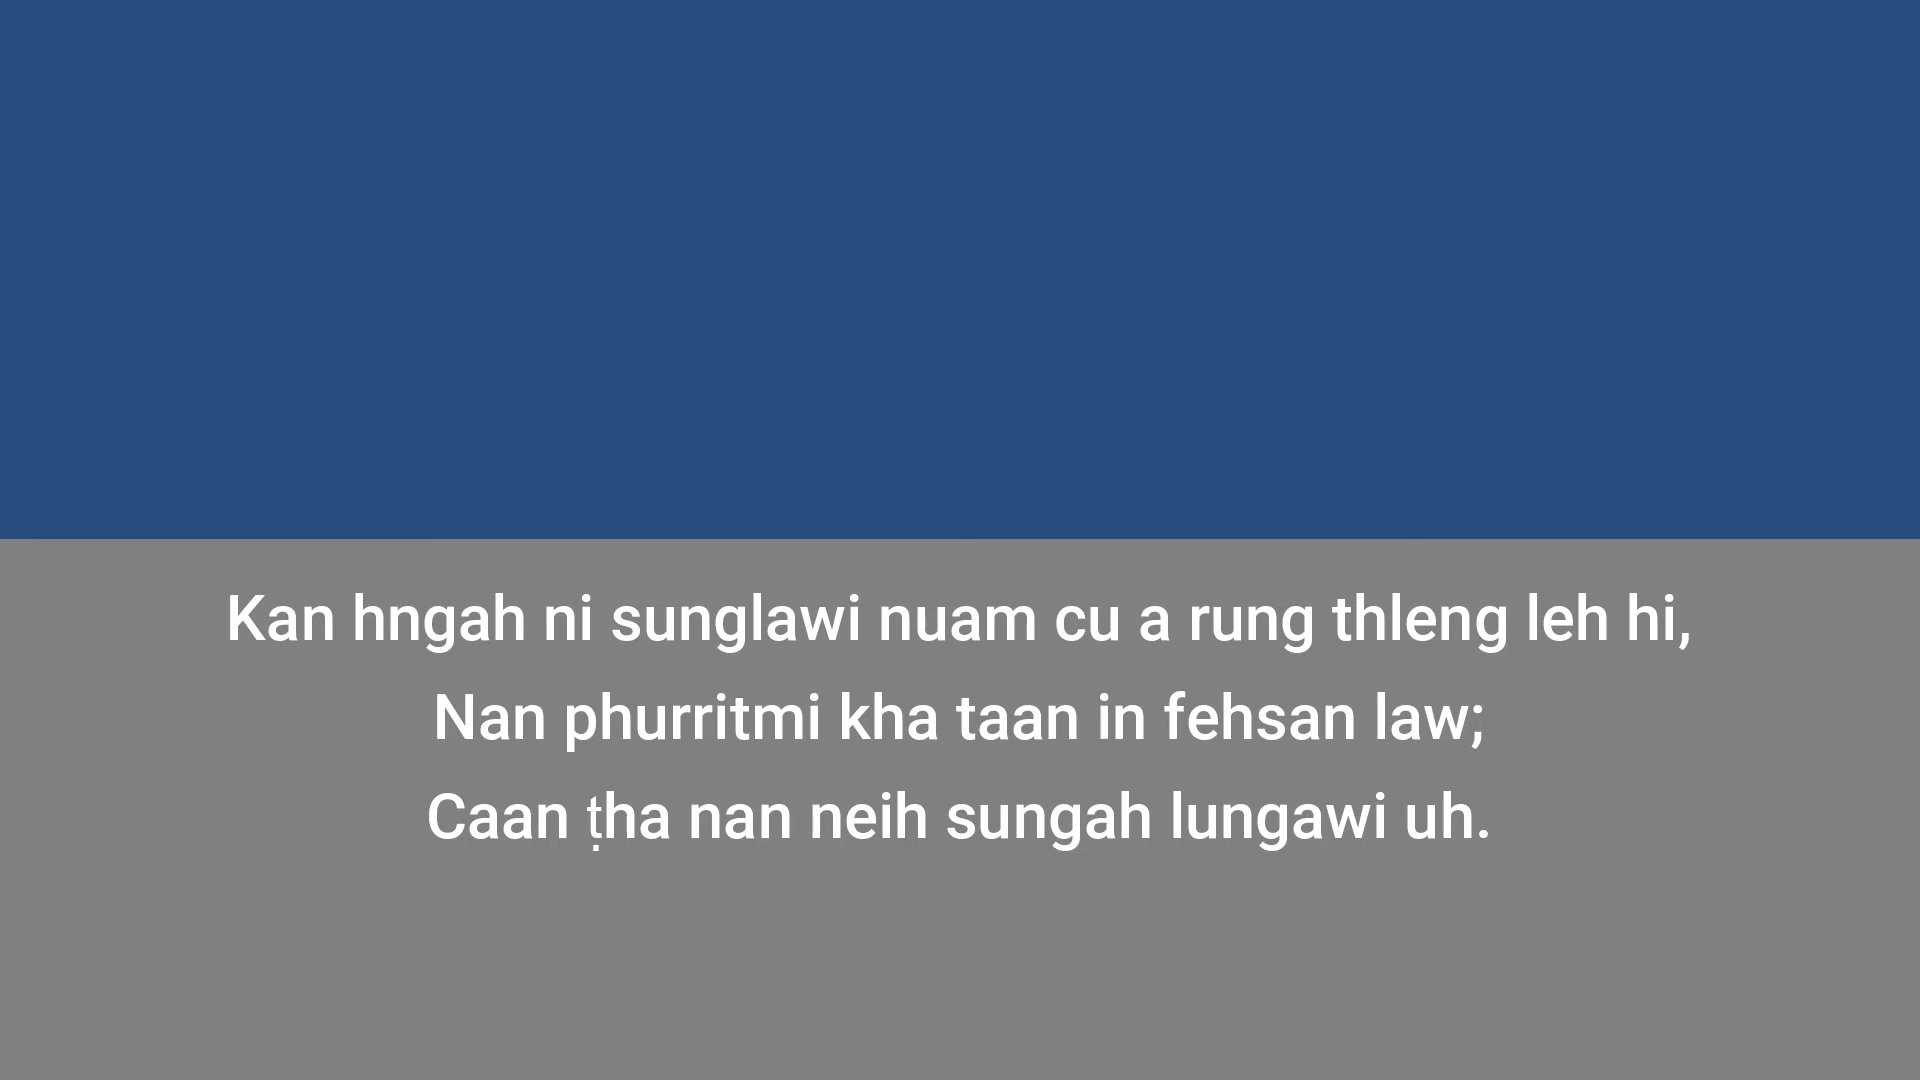 Kan hngah ni sunglawi nuam cu a rung thleng leh hi,
Nan phurritmi kha taan in fehsan law;
Caan ṭha nan neih sungah lungawi uh.